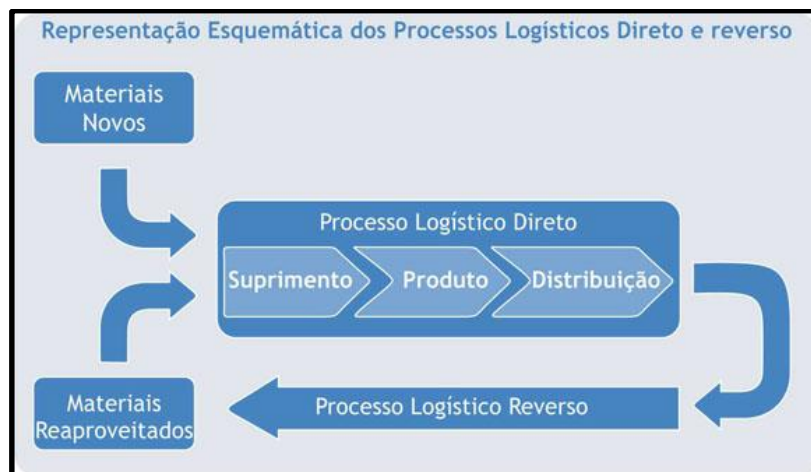 Representação Esquemática dos Processos Logísticos Direto e reverso
Materiais
Novos
Processo Logístico Direto
Suprimento
Produto
Distribuição
Materiais
Reaproveitados
Processo Logístico Reverso